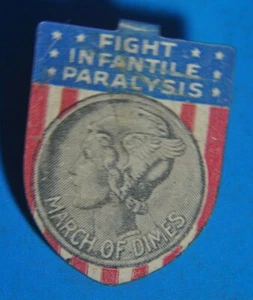 FIGHT
INFANTILE
PARALYSIS
MARCH OF DIMES